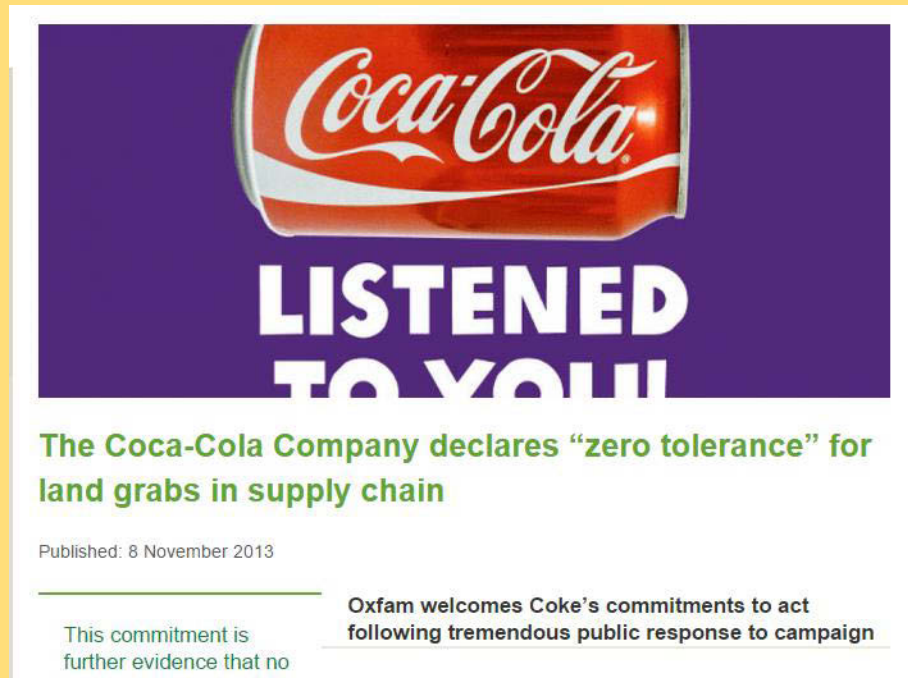 Coca-Cola
LISTENED
TO YOU!
The Coca-Cola Company declares “zero tolerance” for
land grabs in supply chain
Published: 8 November 2013
This commitment is
further evidence that no
Oxfam welcomes Coke’s commitments to act
following tremendous public response to campaign